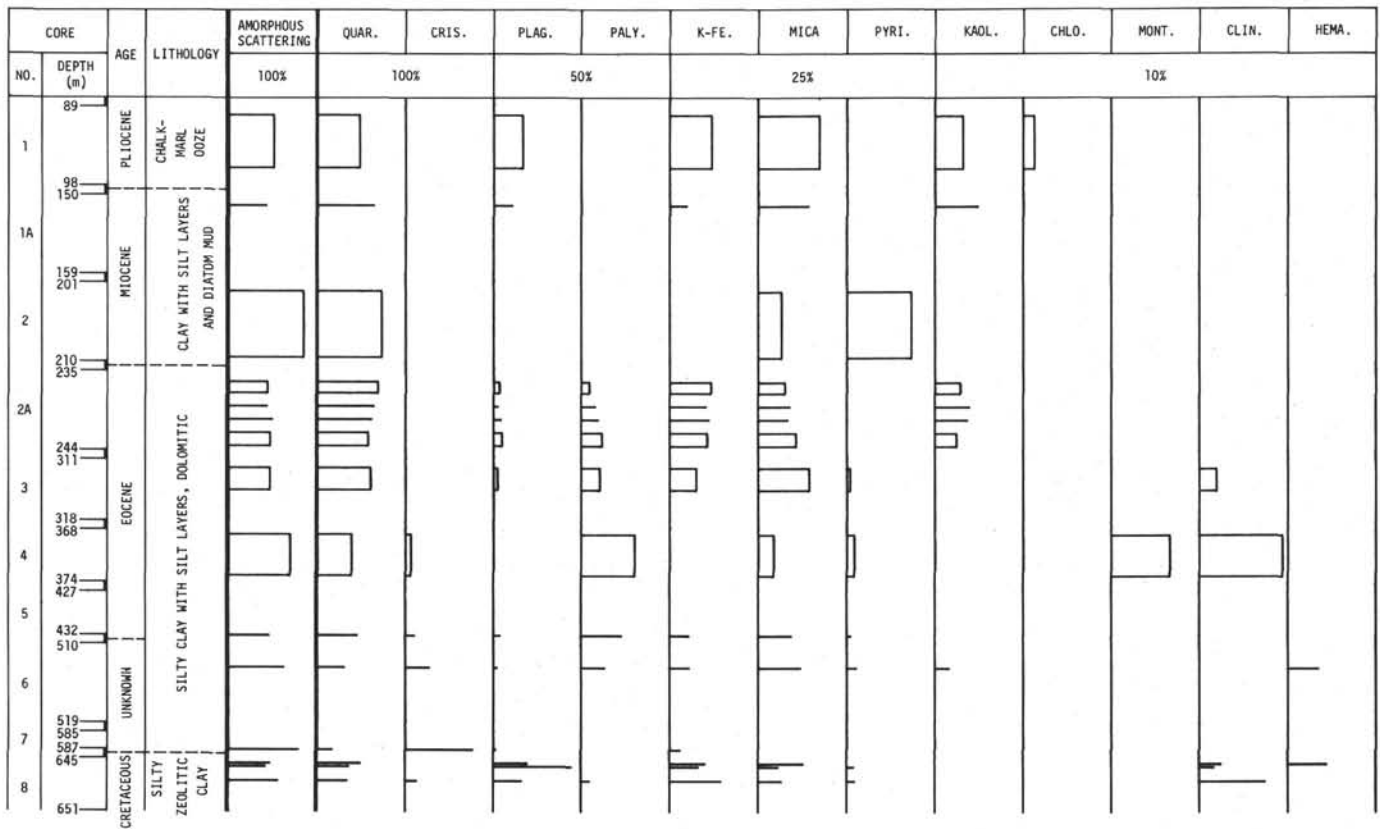 CORE
AGE
LITHOLOGY
AMORPHOUS
SCATTERING
QUAR.
CRIS.
PLAG.
PALY.
K-FE.
MICA
PYRI.
KAOL.
CHLO.
MONT.
CLIN.
HEMA.
NO.
DEPTH
(m)
100%
100%
50%
25%
10%
89
1
98
150
1A
159
201
2
210
235
2A
244
311
3
318
368
4
374
427
5
432
510
6
519
585
7
587
645
8
651
PLIOCENE
MIOCENE
EOCENE
UNKNOWN
CRETACEOUS
CHALK-
MARL
OOZE
CLAY WITH SILT LAYERS
AND DIATOM MUD
SILTY CLAY WITH SILT LAYERS, DOLOMITIC
SILTY
ZEOLITIC
CLAY